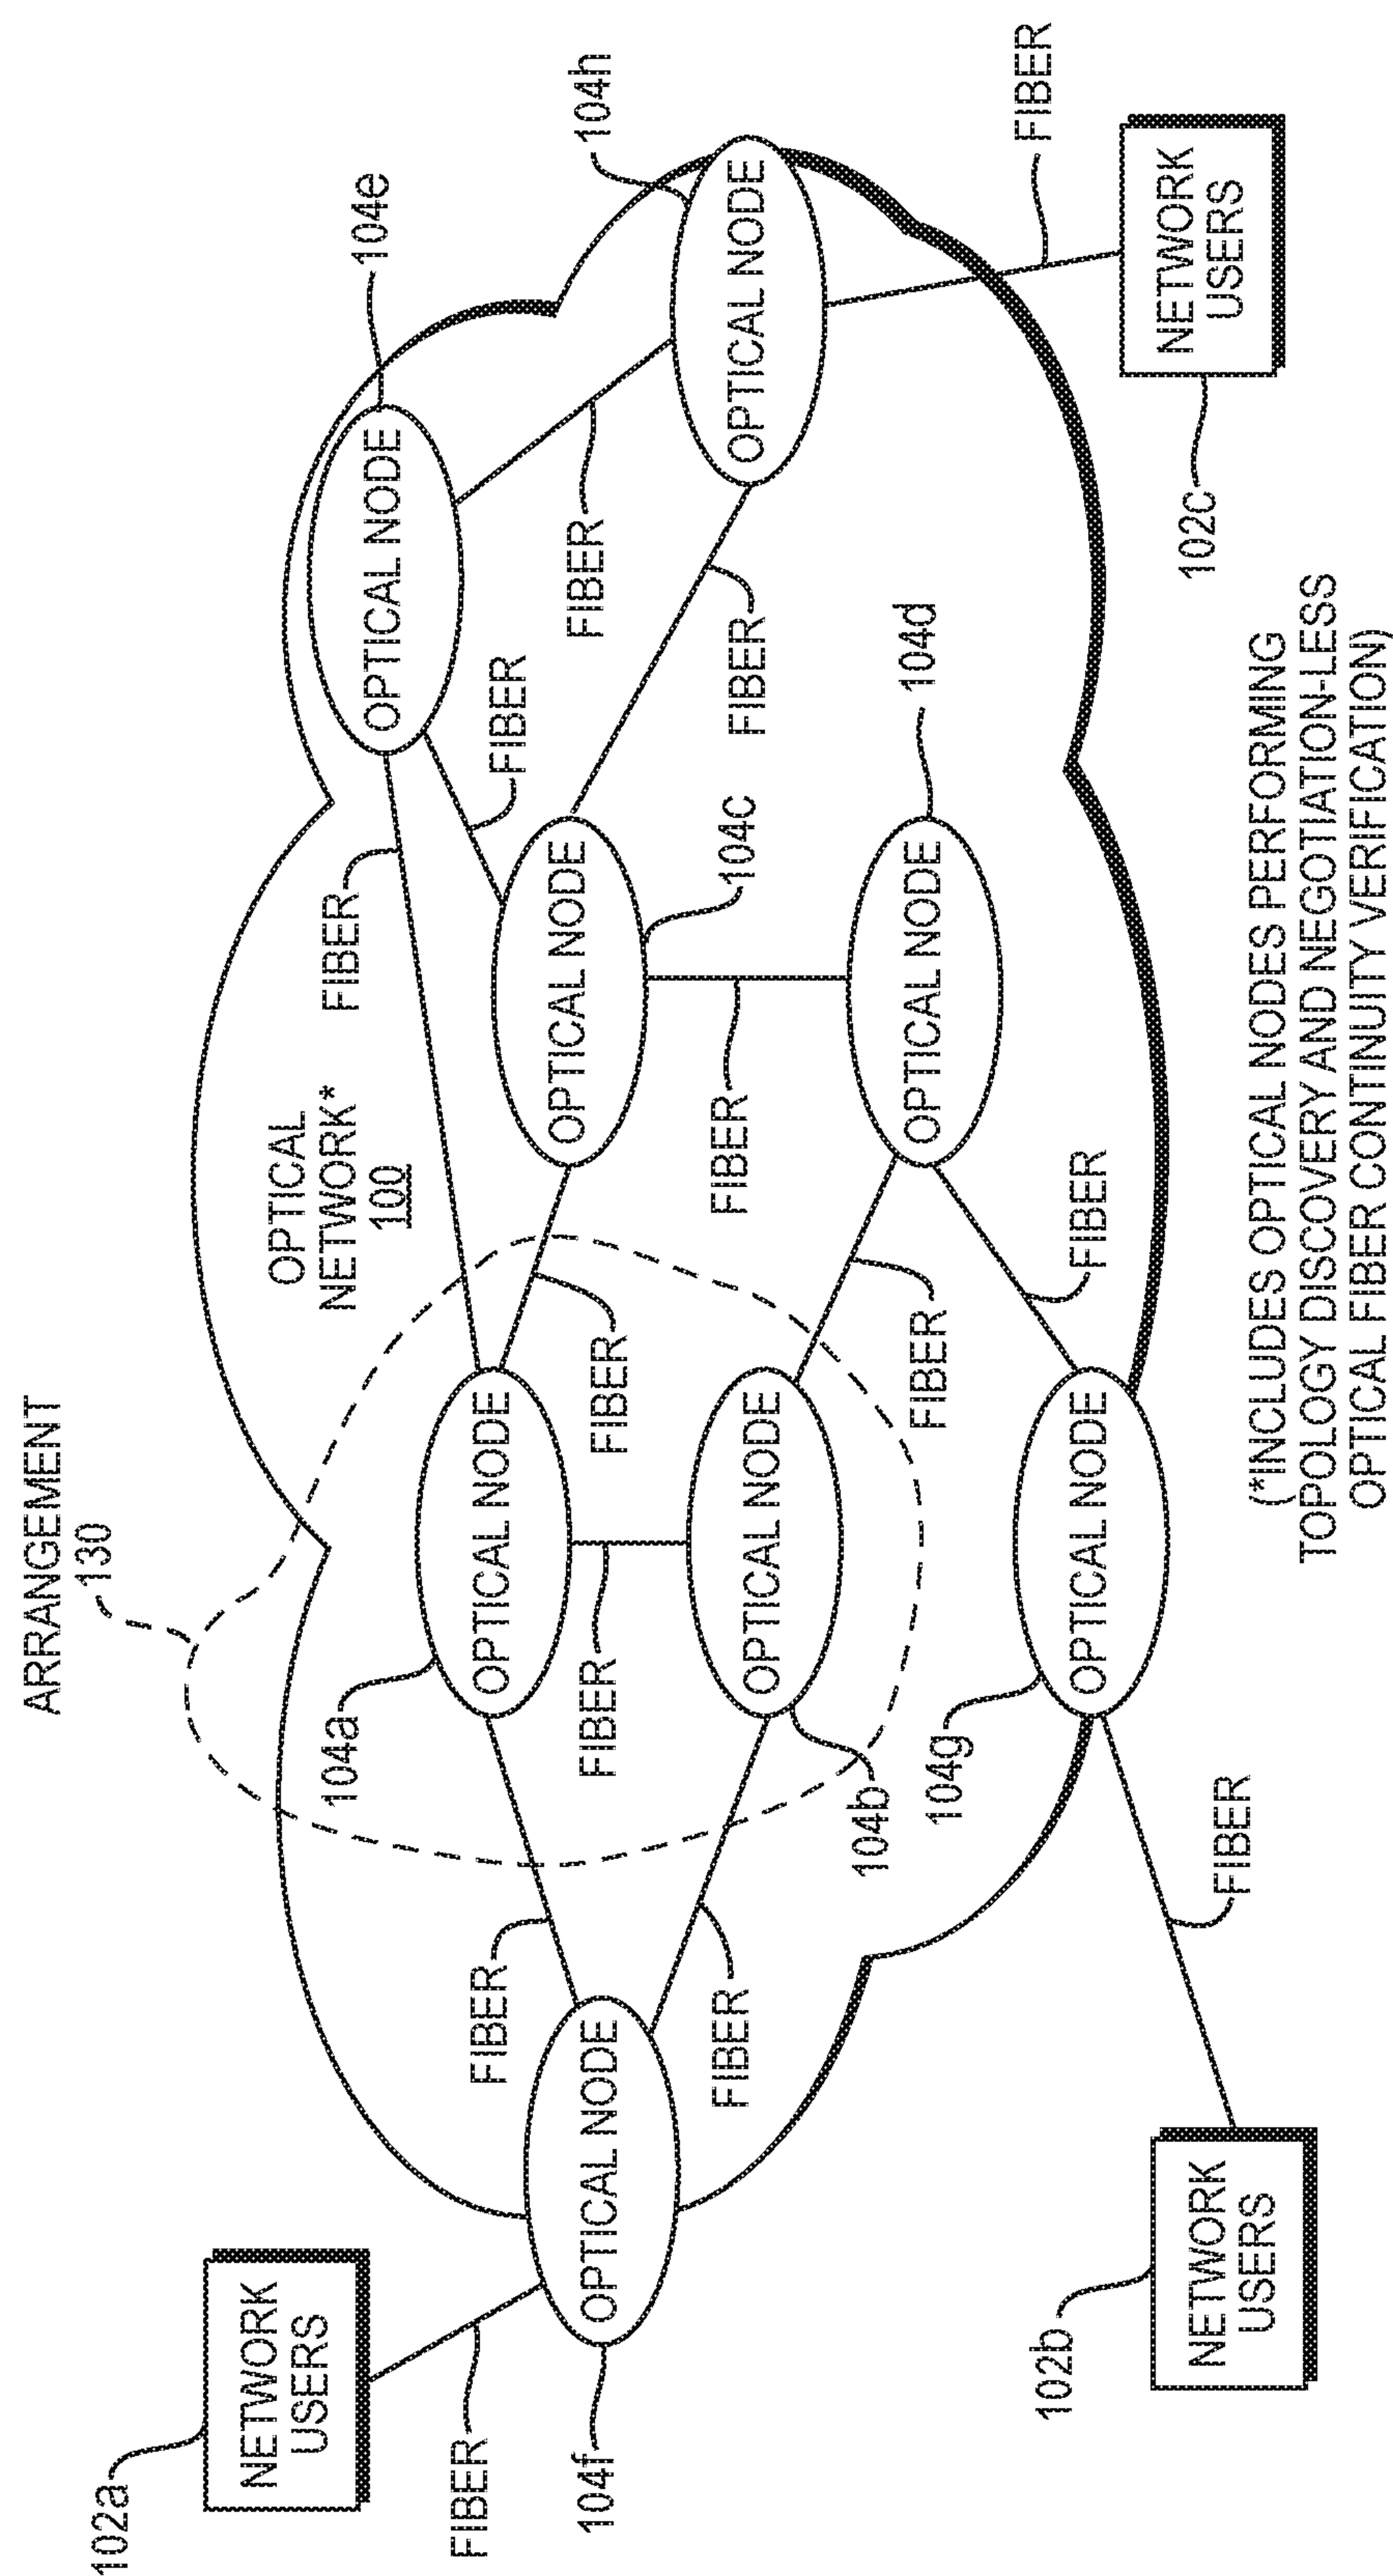 ARRANGEMENT
130
102a
NETWORK
USERS
FIBER
104f
OPTICAL NODE
FIBER
FIBER
104a
OPTICAL NODE
FIBER
OPTICAL NODE
104b
OPTICAL
NETWORK*
100
FIBER
FIBER
OPTICAL NODE
104e
FIBER
OPTICAL NODE
104c
FIBER
FIBER
OPTICAL NODE
104h
FIBER
FIBER
OPTICAL NODE
104d
FIBER
FIBER
104g
OPTICAL NODE
FIBER
102b
NETWORK
USERS
102c
NETWORK
USERS
FIBER
(*INCLUDES OPTICAL NODES PERFORMING
TOPOLOGY DISCOVERY AND NEGOTIATION-LESS
OPTICAL FIBER CONTINUITY VERIFICATION)